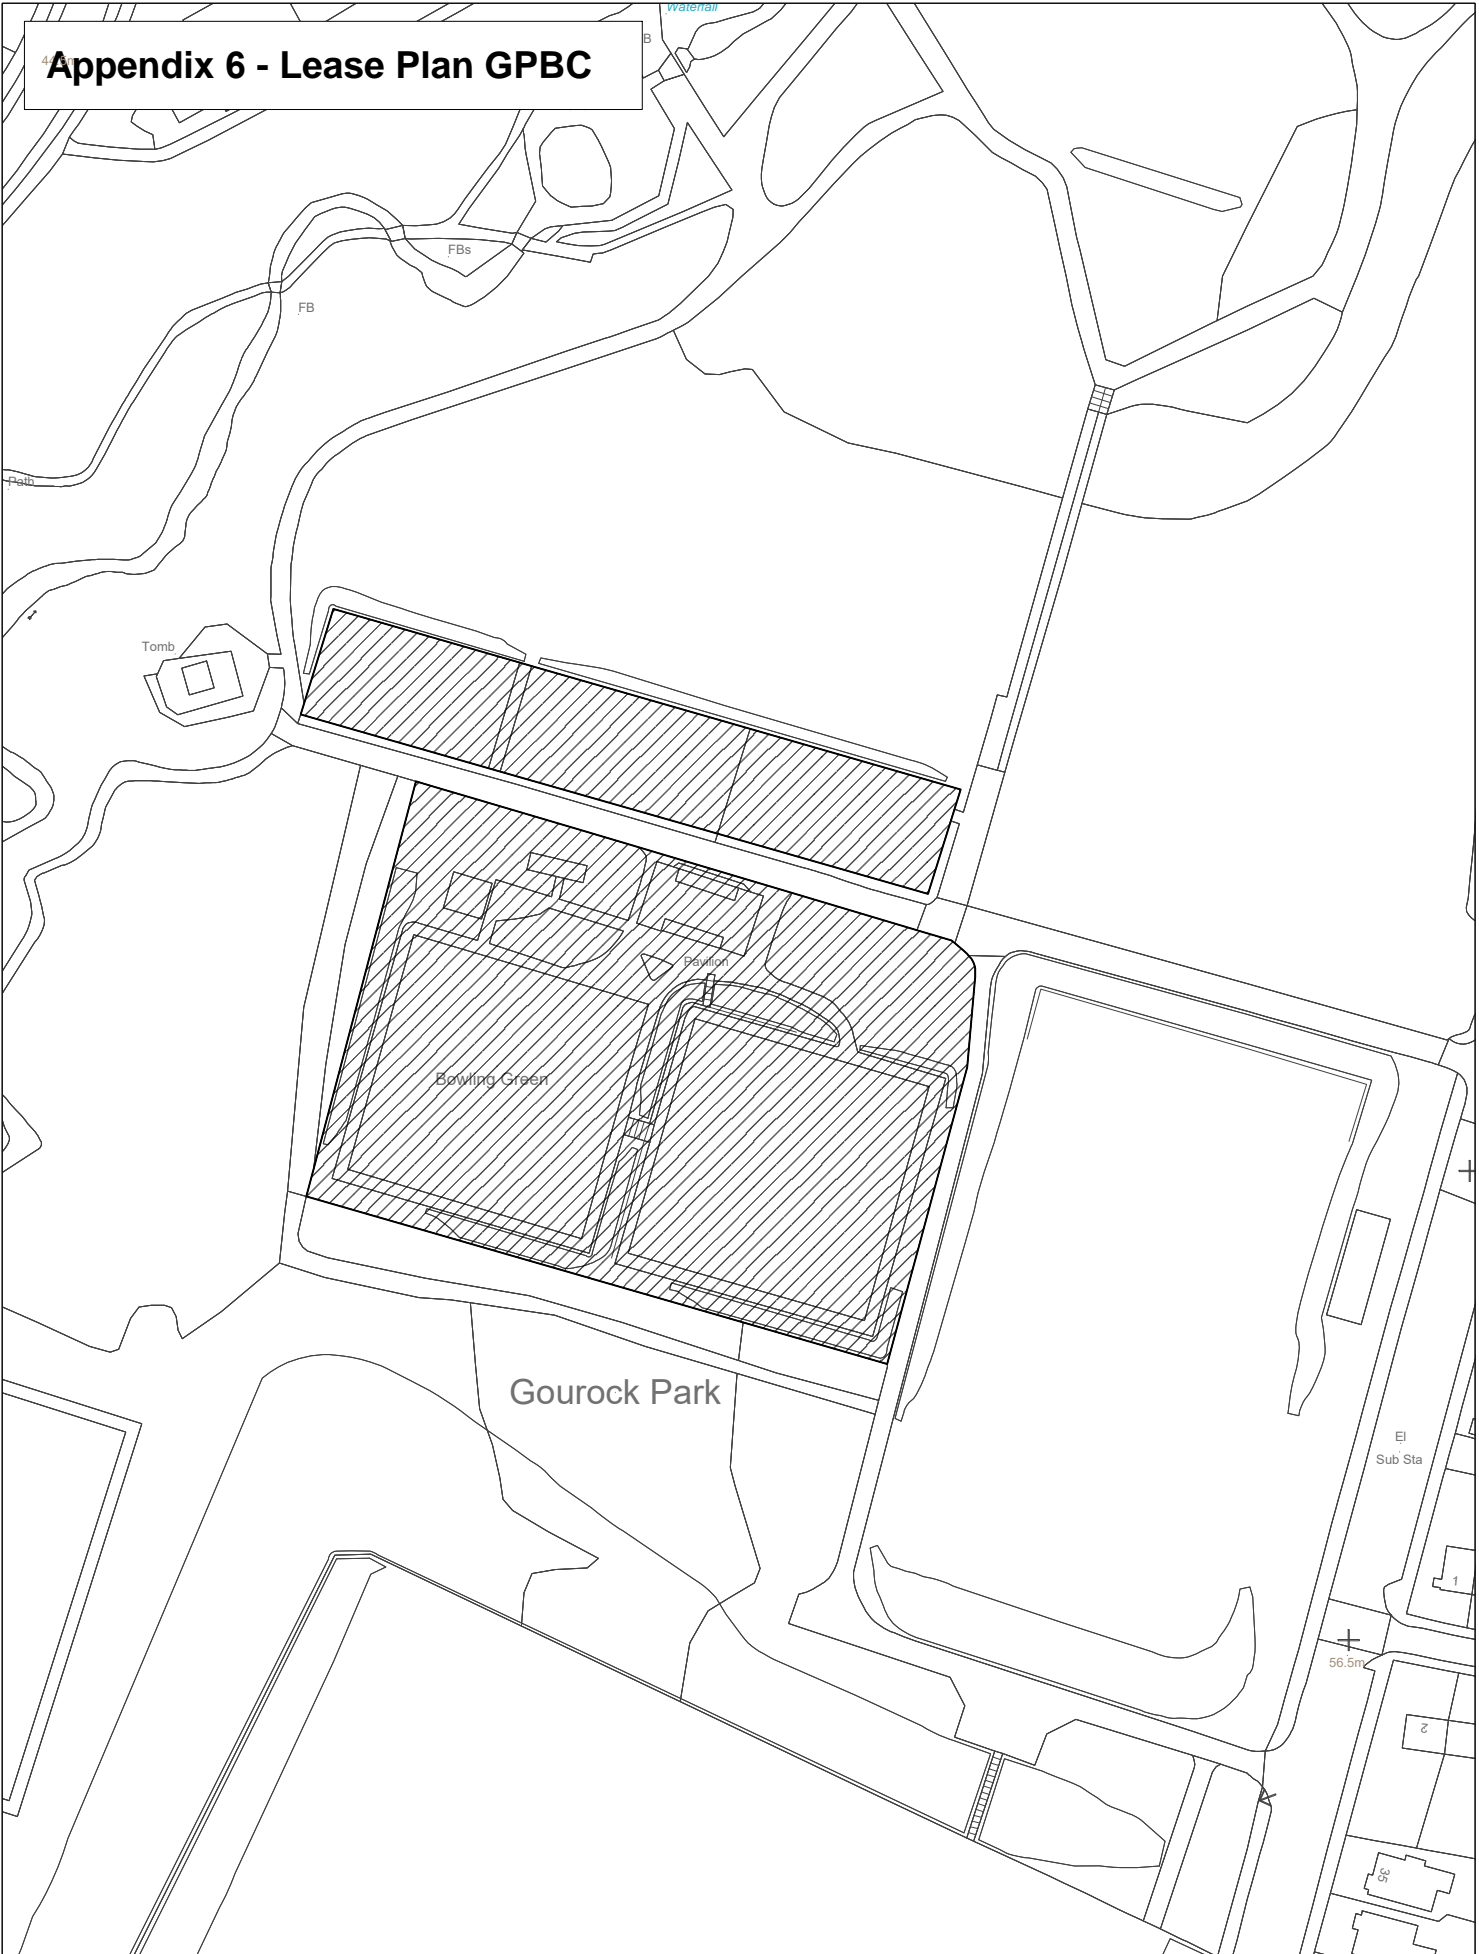 Waterfall
B
Appendix 6 - Lease Plan GPBC
FBs
FB
Path
Tomb
Pavilion
Bowling Green
Gourock Park
El
Sub Sta
1
56.5m
2
35